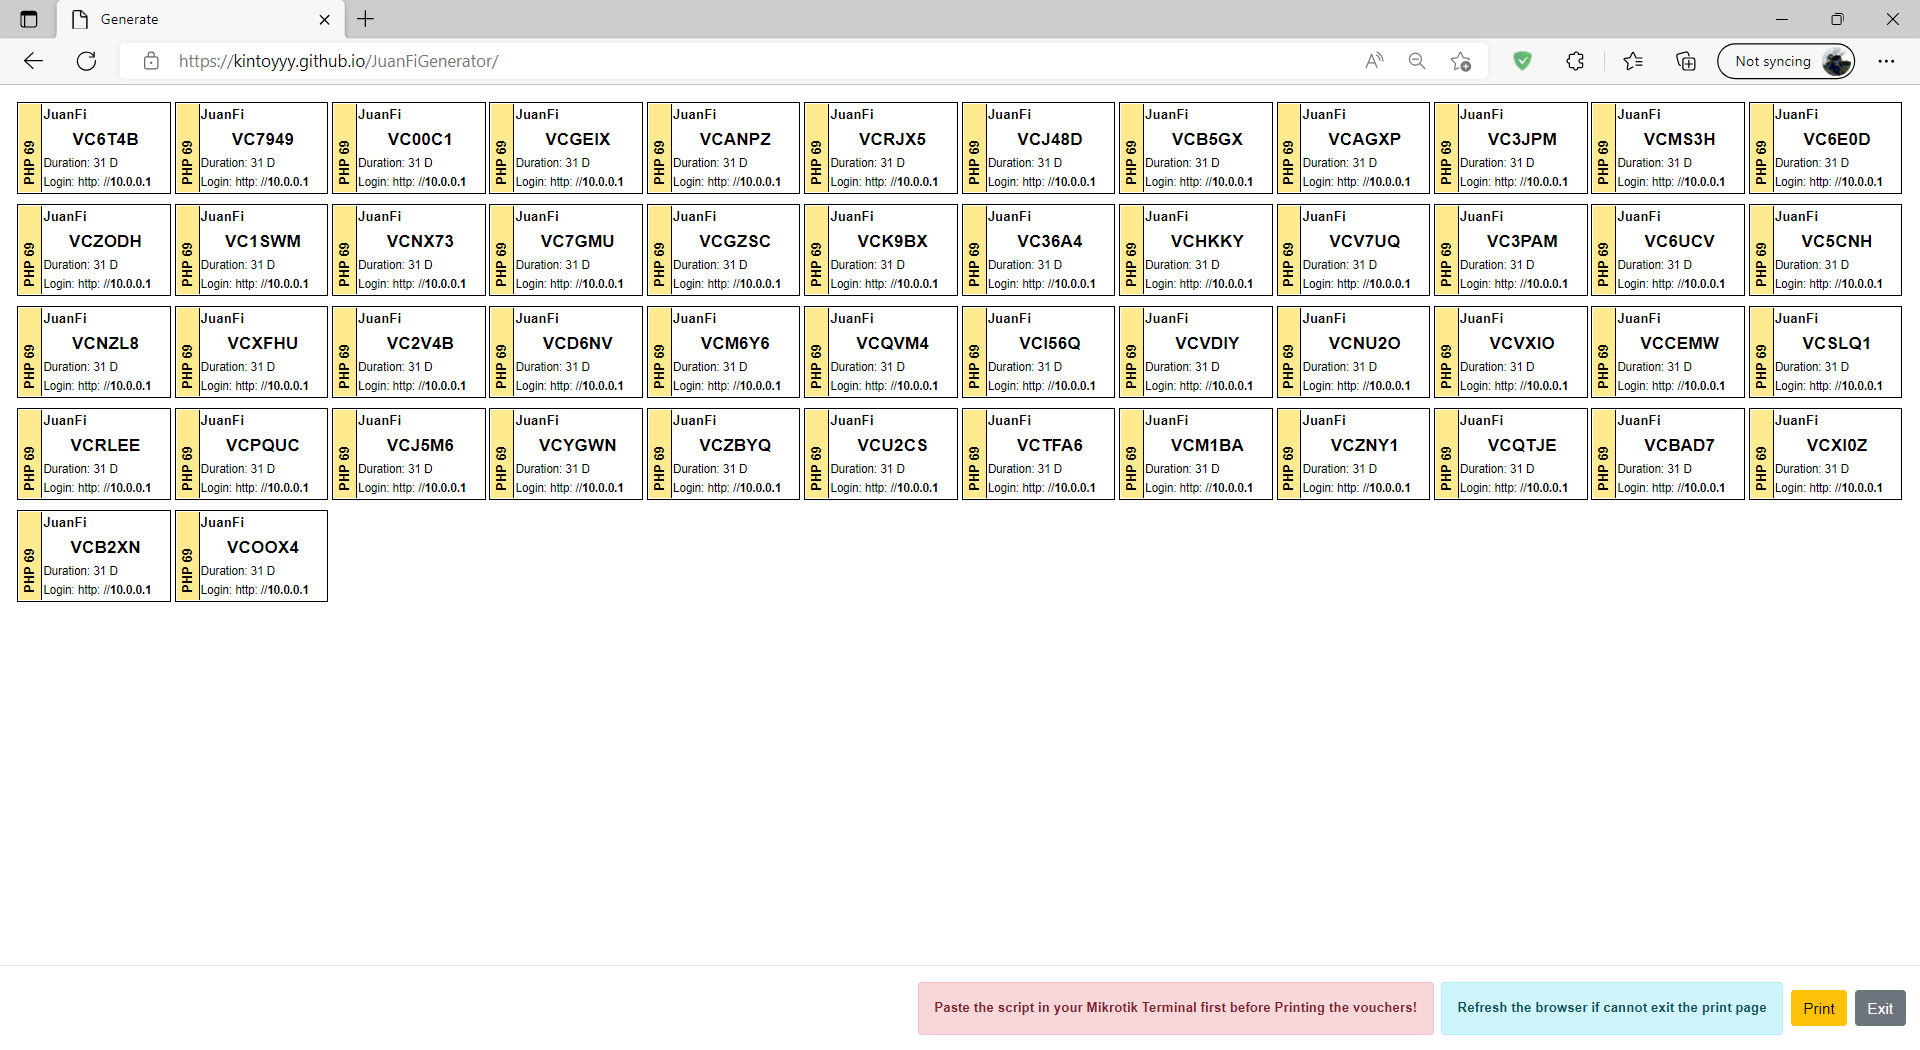 Generate
https://kintoyyy.github.io/JuanFiGenerator/
Not syncing
JuanFi JuanFi JuanFi JuanFi JuanFi JuanFi JuanFi JuanFi JuanFi JuanFi JuanFi JuanFi
VC6T4B VC7949 VC00C1 VCGEIX VCANPZ VCRJX5 VCJ48D VCB5GX VCAGXP VC3JPM VCMS3H VC6E0D
PHP 69 PHP 69 PHP 69 PHP 69 PHP 69 PHP 69 PHP 69 PHP 69 PHP 69 PHP 69 PHP 69 PHP 69
Duration: 31 D Duration: 31 D Duration: 31 D Duration: 31 D Duration: 31 D Duration: 31 D Duration: 31 D Duration: 31 D Duration: 31 D Duration: 31 D Duration: 31 D Duration: 31 D
Login: http: //10.0.0.1 Login: http: //10.0.0.1 Login: http: //10.0.0.1 Login: http: //10.0.0.1 Login: http: //10.0.0.1 Login: http: //10.0.0.1 Login: http: //10.0.0.1 Login: http: //10.0.0.1 Login: http: //10.0.0.1 Login: http: //10.0.0.1 Login: http: //10.0.0.1 Login: http: //10.0.0.1
JuanFi JuanFi JuanFi JuanFi JuanFi JuanFi JuanFi JuanFi JuanFi JuanFi JuanFi JuanFi
VCZODH VC1SWM VCNX73 VC7GMU VCGZSC VCK9BX VC36A4 VCHKKY VCV7UQ VC3PAM VC6UCV VC5CNH
PHP 69 PHP 69 PHP 69 PHP 69 PHP 69 PHP 69 PHP 69 PHP 69 PHP 69 PHP 69 PHP 69 PHP 69
Duration: 31 D Duration: 31 D Duration: 31 D Duration: 31 D Duration: 31 D Duration: 31 D Duration: 31 D Duration: 31 D Duration: 31 D Duration: 31 D Duration: 31 D Duration: 31 D
Login: http: //10.0.0.1 Login: http: //10.0.0.1 Login: http: //10.0.0.1 Login: http: //10.0.0.1 Login: http: //10.0.0.1 Login: http: //10.0.0.1 Login: http: //10.0.0.1 Login: http: //10.0.0.1 Login: http: //10.0.0.1 Login: http: //10.0.0.1 Login: http: //10.0.0.1 Login: http: //10.0.0.1
JuanFi JuanFi JuanFi JuanFi JuanFi JuanFi JuanFi JuanFi JuanFi JuanFi JuanFi JuanFi
VCNZL8 VCXFHU VC2V4B VCD6NV VCM6Y6 VCQVM4 VCI56Q VCVDIY VCNU2O VCVXIO VCCEMW VCSLQ1
PHP 69 PHP 69 PHP 69 PHP 69 PHP 69 PHP 69 PHP 69 PHP 69 PHP 69 PHP 69 PHP 69 PHP 69
Duration: 31 D Duration: 31 D Duration: 31 D Duration: 31 D Duration: 31 D Duration: 31 D Duration: 31 D Duration: 31 D Duration: 31 D Duration: 31 D Duration: 31 D Duration: 31 D
Login: http: //10.0.0.1 Login: http: //10.0.0.1 Login: http: //10.0.0.1 Login: http: //10.0.0.1 Login: http: //10.0.0.1 Login: http: //10.0.0.1 Login: http: //10.0.0.1 Login: http: //10.0.0.1 Login: http: //10.0.0.1 Login: http: //10.0.0.1 Login: http: //10.0.0.1 Login: http: //10.0.0.1
JuanFi JuanFi JuanFi JuanFi JuanFi JuanFi JuanFi JuanFi JuanFi JuanFi JuanFi JuanFi
VCRLEE VCPQUC VCJ5M6 VCYGWN VCZBYQ VCU2CS VCTFA6 VCM1BA VCZNY1 VCQTJE VCBAD7 VCXI0Z
PHP 69 PHP 69 PHP 69 PHP 69 PHP 69 PHP 69 PHP 69 PHP 69 PHP 69 PHP 69 PHP 69 PHP 69
Duration: 31 D Duration: 31 D Duration: 31 D Duration: 31 D Duration: 31 D Duration: 31 D Duration: 31 D Duration: 31 D Duration: 31 D Duration: 31 D Duration: 31 D Duration: 31 D
Login: http: //10.0.0.1 Login: http: //10.0.0.1 Login: http: //10.0.0.1 Login: http: //10.0.0.1 Login: http: //10.0.0.1 Login: http: //10.0.0.1 Login: http: //10.0.0.1 Login: http: //10.0.0.1 Login: http: //10.0.0.1 Login: http: //10.0.0.1 Login: http: //10.0.0.1 Login: http: //10.0.0.1
JuanFi JuanFi
VCB2XN VCOOX4
PHP 69 PHP 69
Duration: 31 D Duration: 31 D
Login: http: //10.0.0.1 Login: http: //10.0.0.1
Paste the script in your Mikrotik Terminal first before Printing the vouchers! Refresh the browser if cannot exit the print page Print Exit